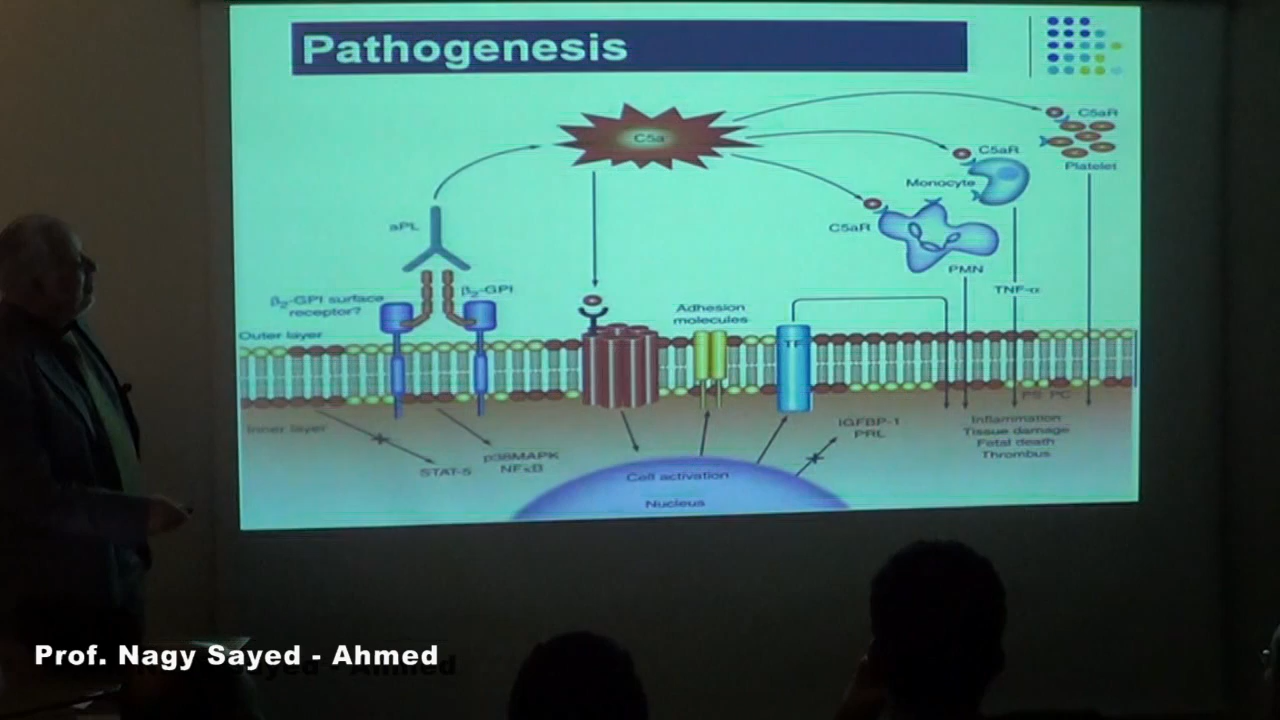 Pathogenesis
C5a
C5aR
Platelet
C5aR
Monocyte
C5aR
PMN
TNF-α
aPL
β2-GPI
β2-GPI surface
receptor?
Outer layer
Adhesion
molecules
TF
PS PC
Inner layer
STAT-5
p38MAPK
NFκB
IGFBP-1
PRL
Inflammation
Tissue damage
Fetal death
Thrombus
Cell activation
Nucleus
Prof. Nagy Sayed - Ahmed